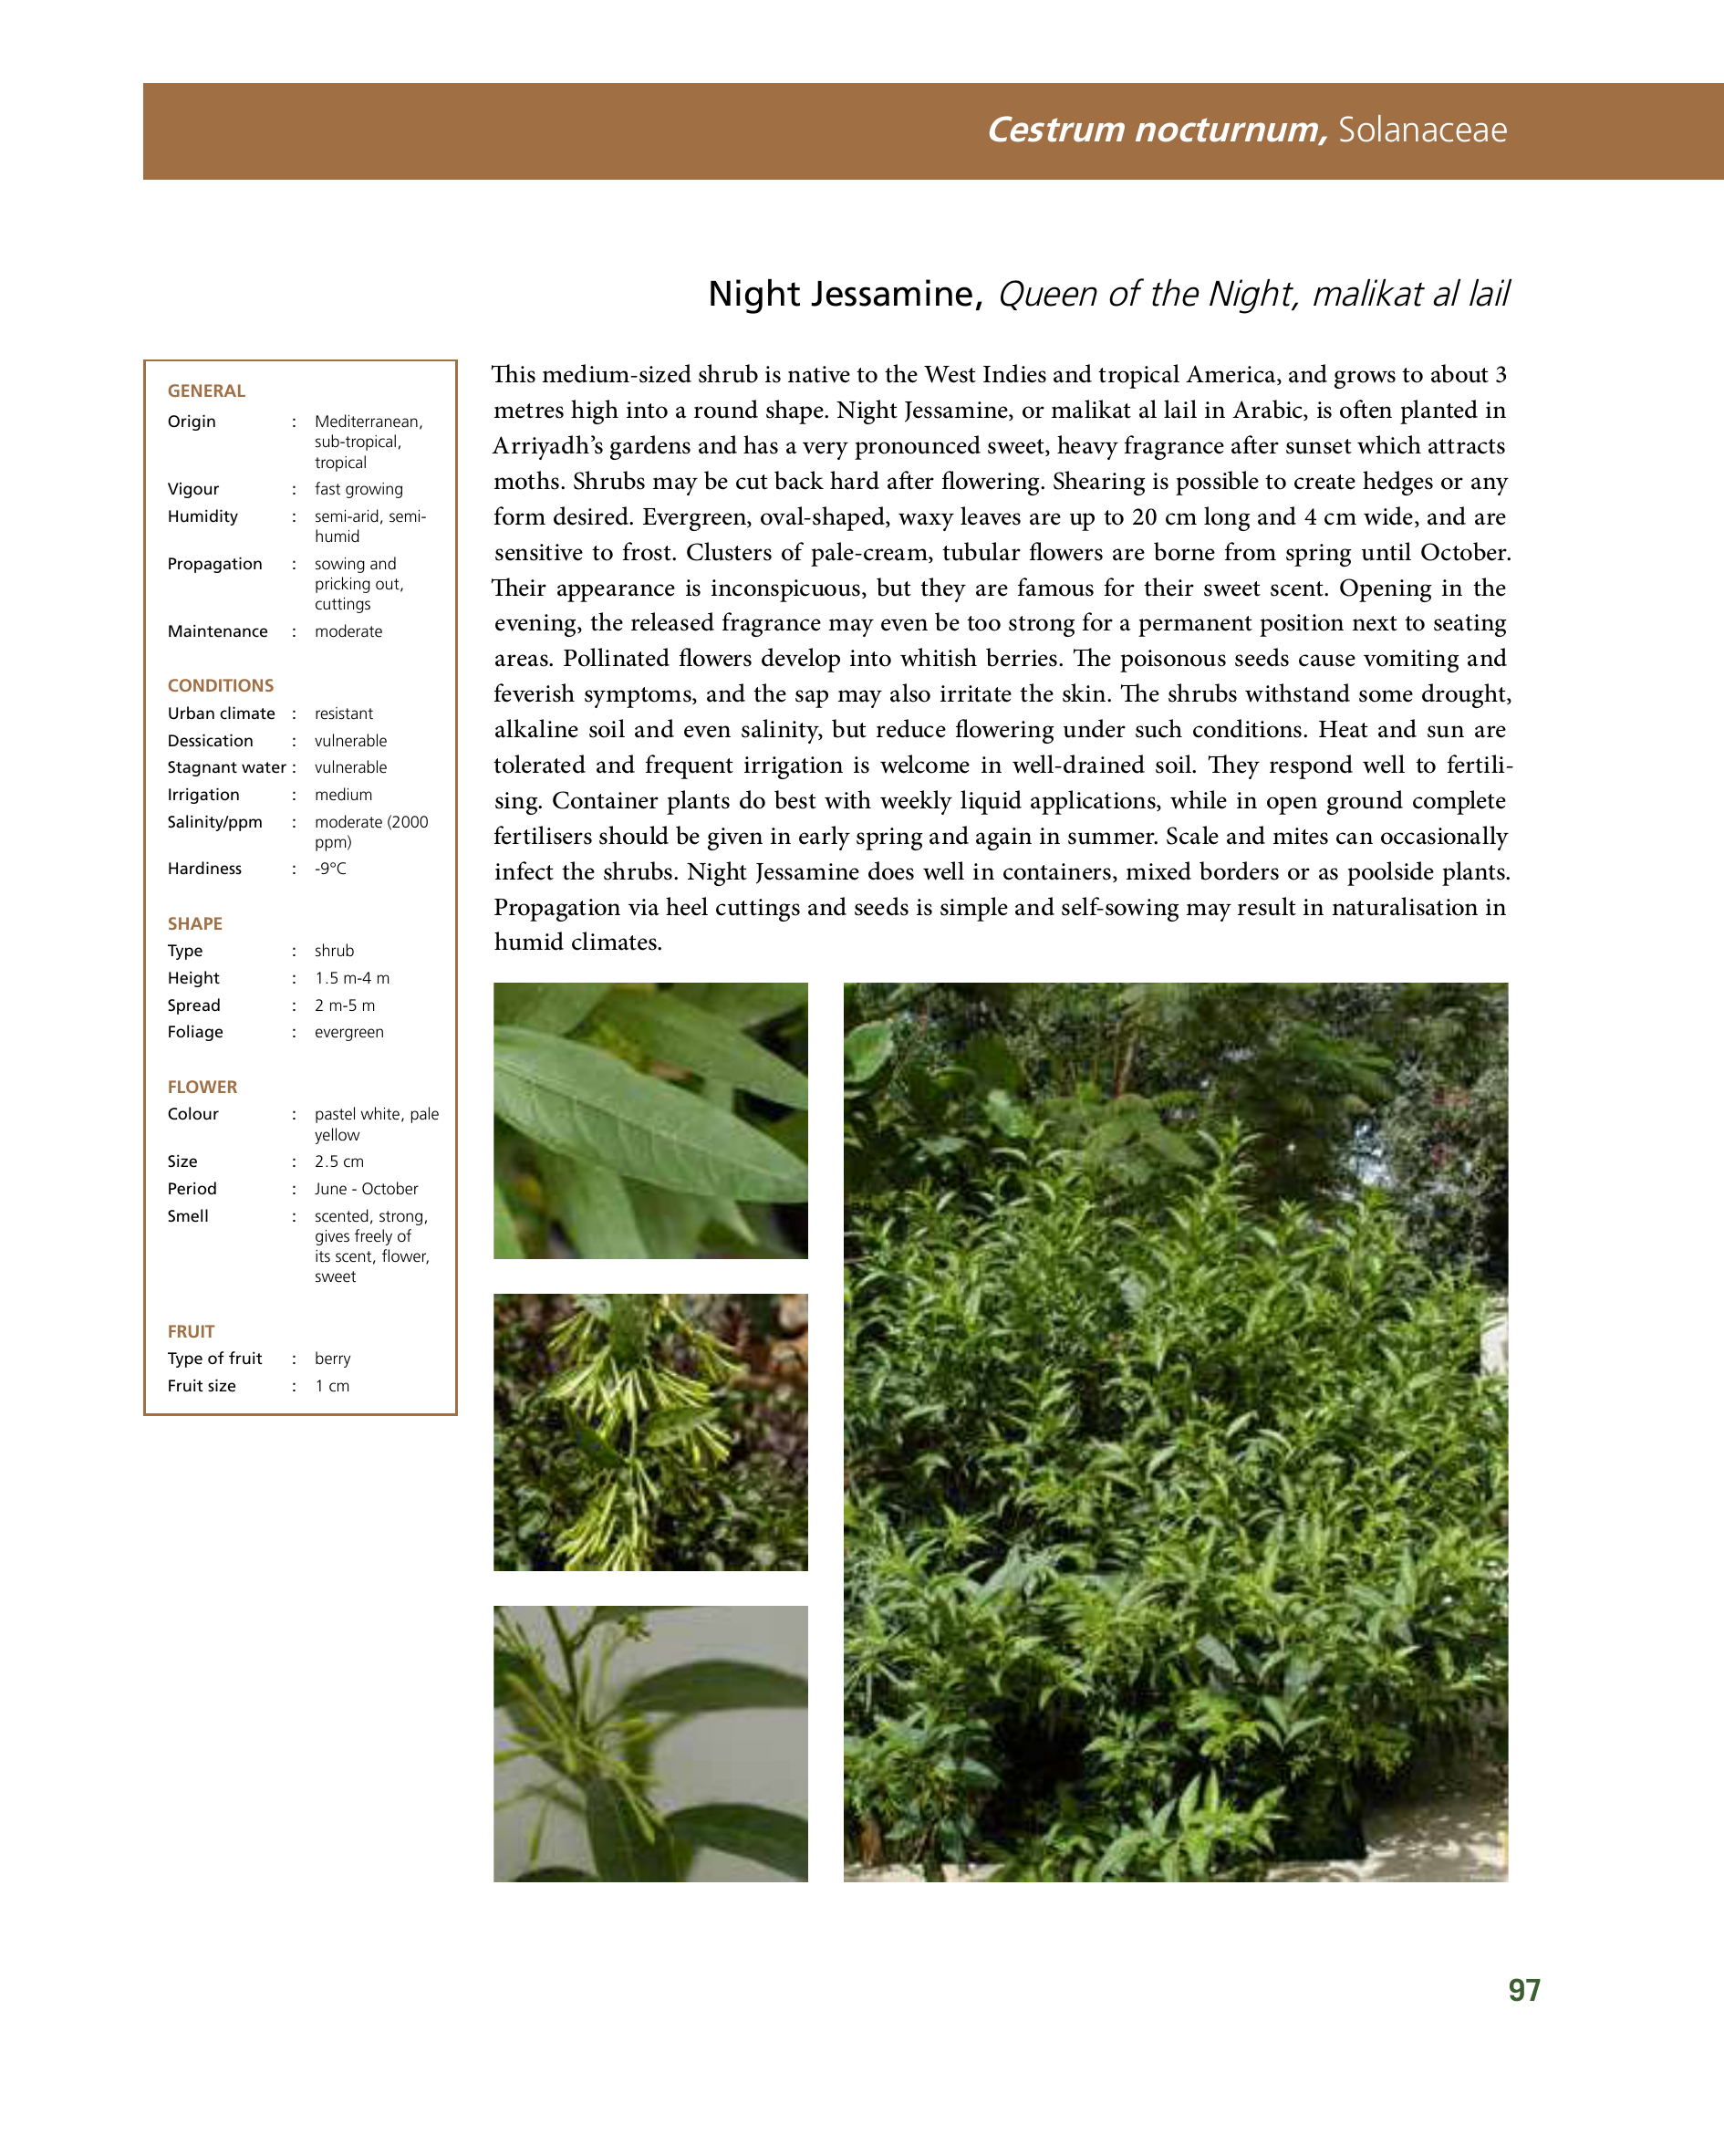 Cestrum nocturnum, Solanaceae
Night Jessamine, Queen of the Night, malikat al lail
GENERAL
Origin : Mediterranean,
sub-tropical,
tropical
Vigour : fast growing
Humidity : semi-arid, semi-
humid
Propagation : sowing and
pricking out,
cuttings
Maintenance : moderate
CONDITIONS
Urban climate : resistant
Dessication : vulnerable
Stagnant water : vulnerable
Irrigation : medium
Salinity/ppm : moderate (2000
ppm)
Hardiness : -9°C
SHAPE
Type : shrub
Height : 1.5 m-4 m
Spread : 2 m-5 m
Foliage : evergreen
FLOWER
Colour : pastel white, pale
yellow
Size : 2.5 cm
Period : June - October
Smell : scented, strong,
gives freely of
its scent, flower,
sweet
FRUIT
Type of fruit : berry
Fruit size : 1 cm
This medium-sized shrub is native to the West Indies and tropical America, and grows to about 3
metres high into a round shape. Night Jessamine, or malikat al lail in Arabic, is often planted in
Arriyadh’s gardens and has a very pronounced sweet, heavy fragrance after sunset which attracts
moths. Shrubs may be cut back hard after flowering. Shearing is possible to create hedges or any
form desired. Evergreen, oval-shaped, waxy leaves are up to 20 cm long and 4 cm wide, and are
sensitive to frost. Clusters of pale-cream, tubular flowers are borne from spring until October.
Their appearance is inconspicuous, but they are famous for their sweet scent. Opening in the
evening, the released fragrance may even be too strong for a permanent position next to seating
areas. Pollinated flowers develop into whitish berries. The poisonous seeds cause vomiting and
feverish symptoms, and the sap may also irritate the skin. The shrubs withstand some drought,
alkaline soil and even salinity, but reduce flowering under such conditions. Heat and sun are
tolerated and frequent irrigation is welcome in well-drained soil. They respond well to fertili-
sing. Container plants do best with weekly liquid applications, while in open ground complete
fertilisers should be given in early spring and again in summer. Scale and mites can occasionally
infect the shrubs. Night Jessamine does well in containers, mixed borders or as poolside plants.
Propagation via heel cuttings and seeds is simple and self-sowing may result in naturalisation in
humid climates.
97